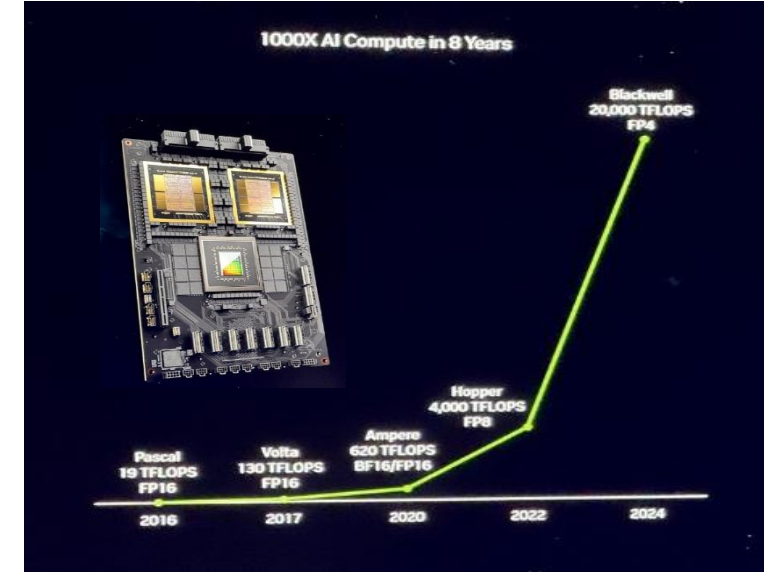 1000X AI Compute in 8 Years
Blackwell
20,000 TFLOPS
FP4
Hopper
4,000 TFLOPS
FP8
Ampere
620 TFLOPS
BF16/FP16
Volta
130 TFLOPS
FP16
Pascal
19 TFLOPS
FP16
2016
2017
2020
2022
2024